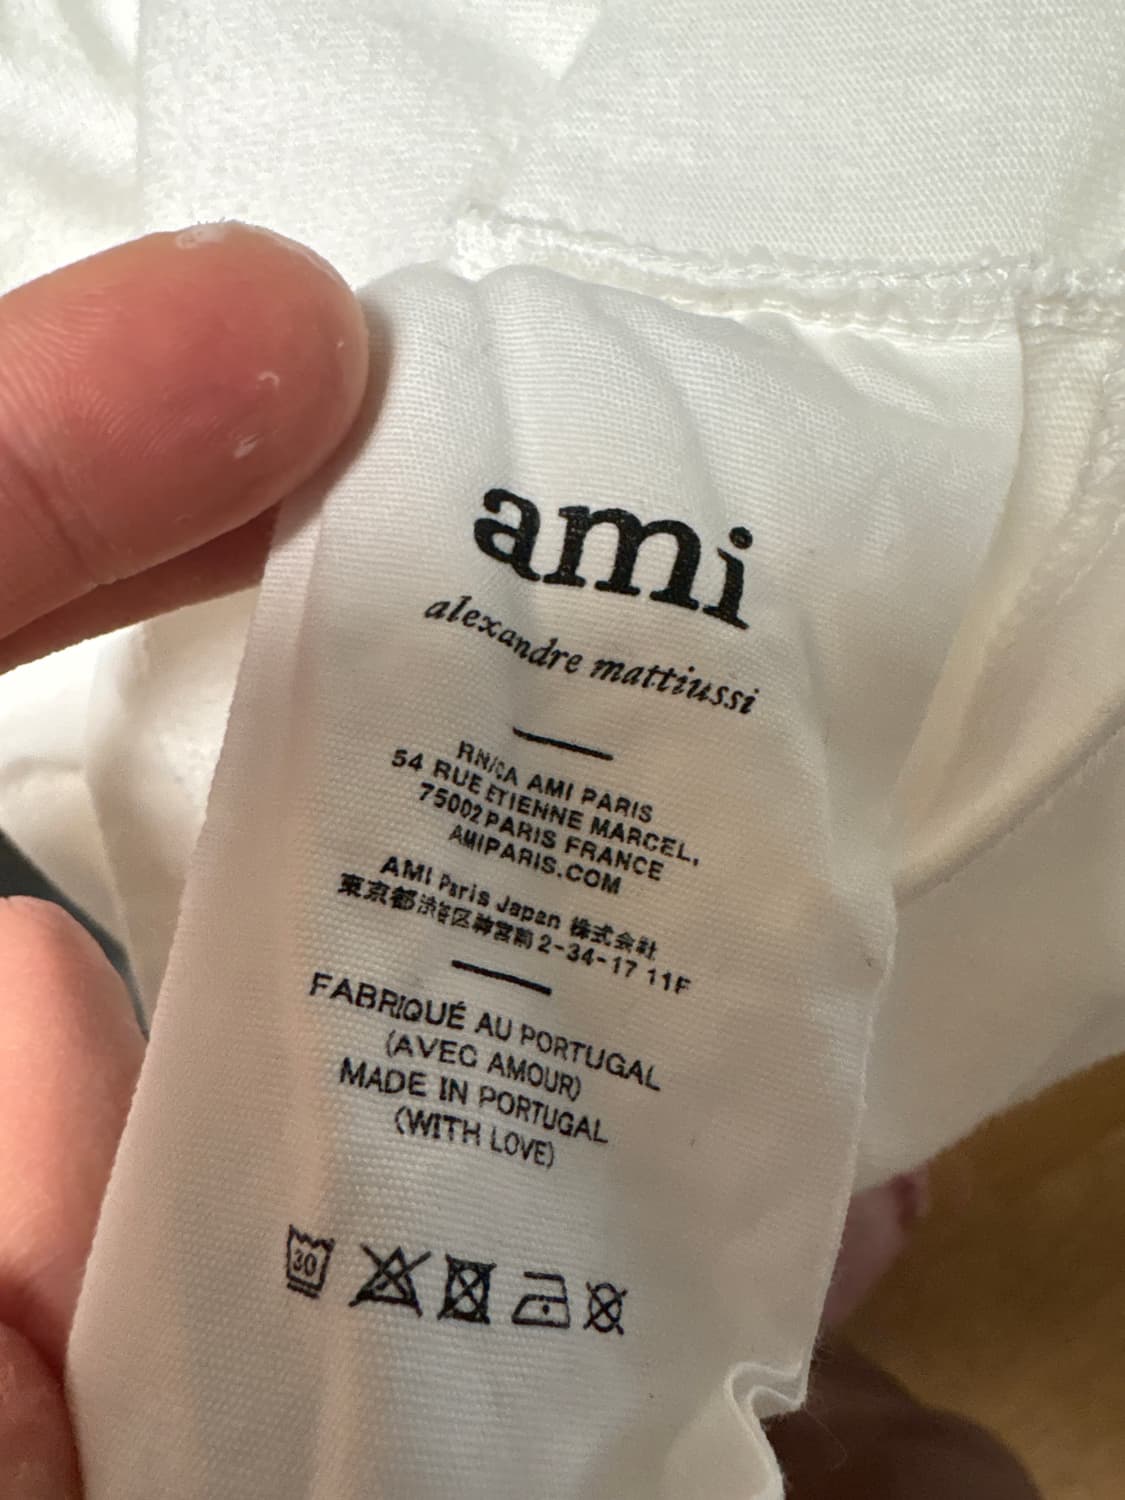 ami
alexandre mattiussi
RN/CA AMI PARIS
54 RUE ETIENNE MARCEL,
75002 PARIS FRANCE
AMIPARIS.COM
AMI Paris Japan 株式会社
東京都渋谷区神宮前2-34-17 11F
FABRIQUÉ AU PORTUGAL
(AVEC AMOUR)
MADE IN PORTUGAL
(WITH LOVE)
30